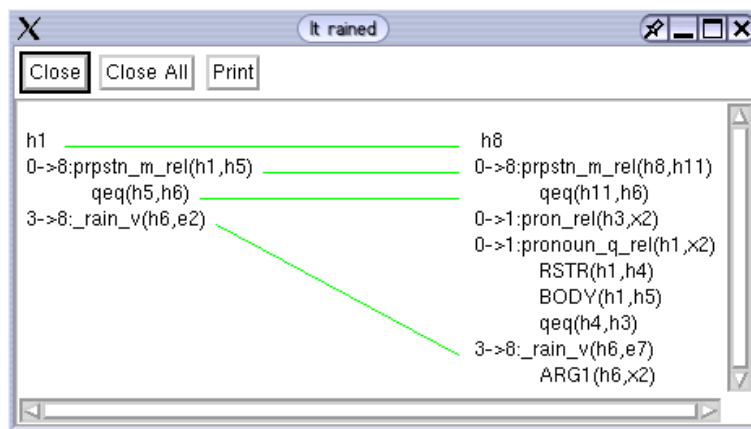 It rained
Close Close All Print
h1
0->8:prpstn_m_rel(h1,h5)
qeq(h5,h6)
3->8:_rain_v(h6,e2)
h8
0->8:prpstn_m_rel(h8,h11)
qeq(h11,h6)
0->1:pron_rel(h3,x2)
0->1:pronoun_q_rel(h1,x2)
RSTR(h1,h4)
BODY(h1,h5)
qeq(h4,h3)
3->8:_rain_v(h6,e7)
ARG1(h6,x2)